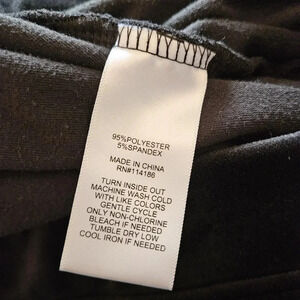 95%POLYESTER
5%SPANDEX
MADE IN CHINA
RN#114186
TURN INSIDE OUT
MACHINE WASH COLD
WITH LIKE COLORS
GENTLE CYCLE
ONLY NON-CHLORINE
BLEACH IF NEEDED
TUMBLE DRY LOW
COOL IRON IF NEEDED